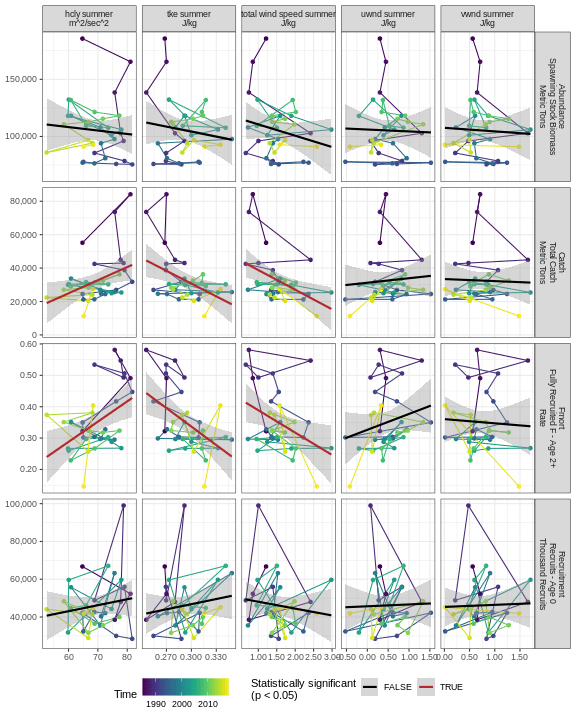 hdly summer
m^2/sec^2
tke summer
J/kg
total wind speed summer
J/kg
uwnd summer
J/kg
vwnd summer
J/kg
150,000
100,000
Abundance
Spawning Stock Biomass
Metric Tons
80,000
60,000
40,000
20,000
0
Catch
Total Catch
Metric Tons
0.60
0.50
0.40
0.30
0.20
Fmort
Fully Recruited F - Age 2+
Rate
100,000
80,000
60,000
40,000
Recruitment
Recruits - Age 0
Thousand Recruits
60 70 80
0.270 0.300 0.330
1.00 1.50 2.00 2.50 3.00
0.50 0.00 0.50 1.00 1.50
0.00 0.50 1.00 1.50
Time
1990 2000 2010
Statistically significant
(p < 0.05)
FALSE
TRUE